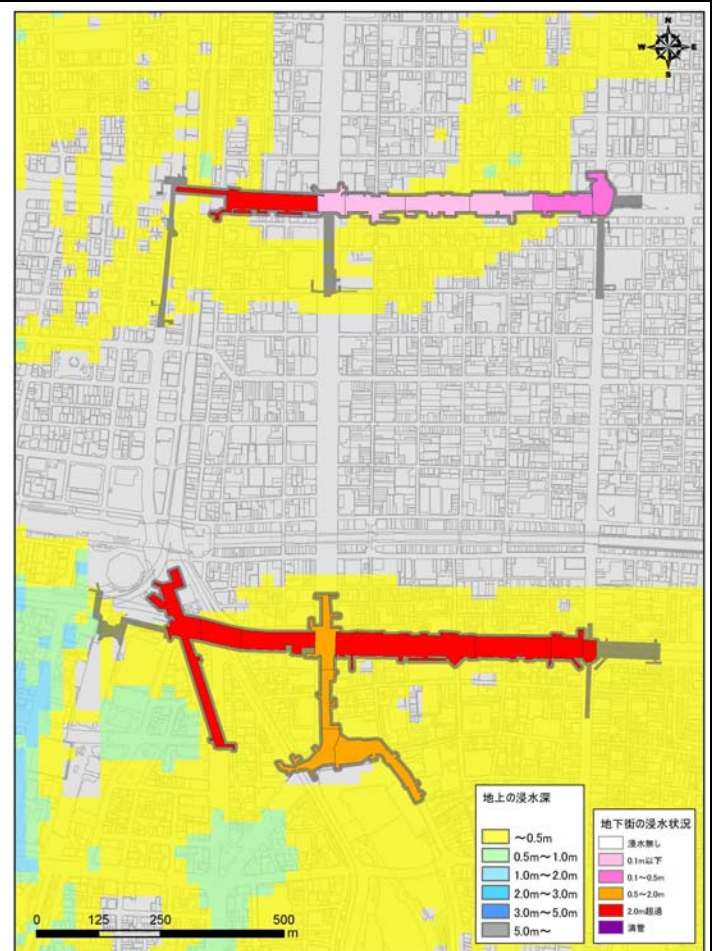 N
W E
S
地上の浸水深
～0.5m
0.5m～1.0m
1.0m～2.0m
2.0m～3.0m
3.0m～5.0m
5.0m～
地下街の浸水状況
浸水無し
0.1m以下
0.1～0.5m
0.5～2.0m
2.0m超過
満管
0 125 250 500
m